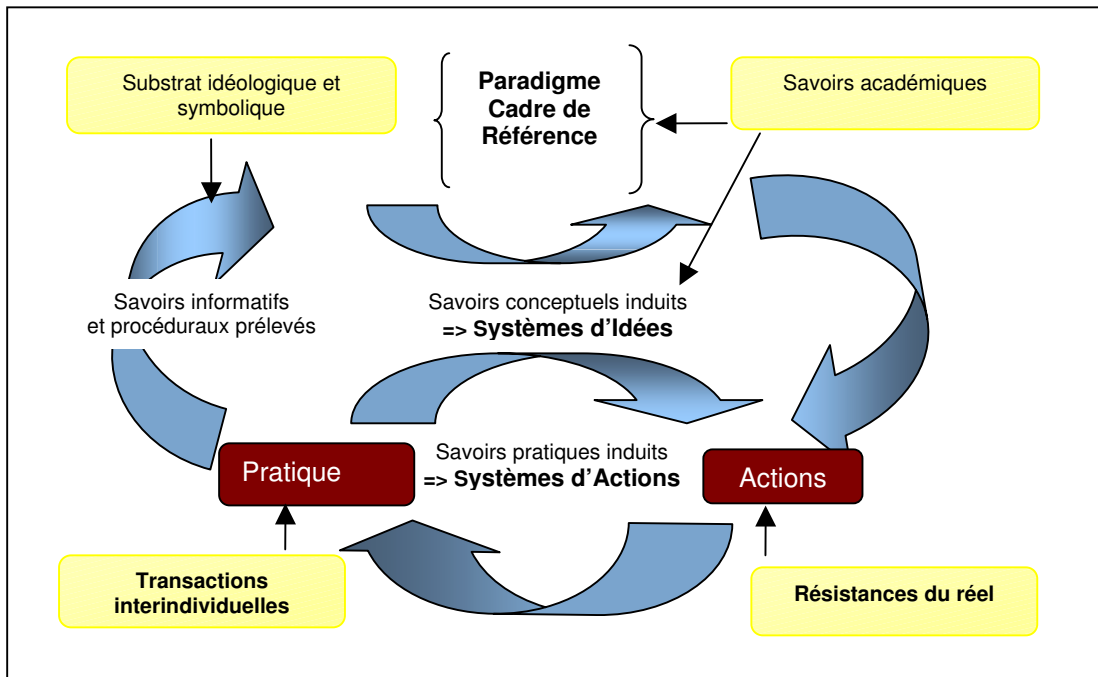 Substrat idéologique et
symbolique
Paradigme
Cadre de
Référence
Savoirs académiques
Savoirs informatifs
et procéduraux prélevés
Savoirs conceptuels induits
=> Systèmes d'Idées
Savoirs pratiques induits
=> Systèmes d'Actions
Pratique
Actions
Transactions
interindividuelles
Résistances du réel